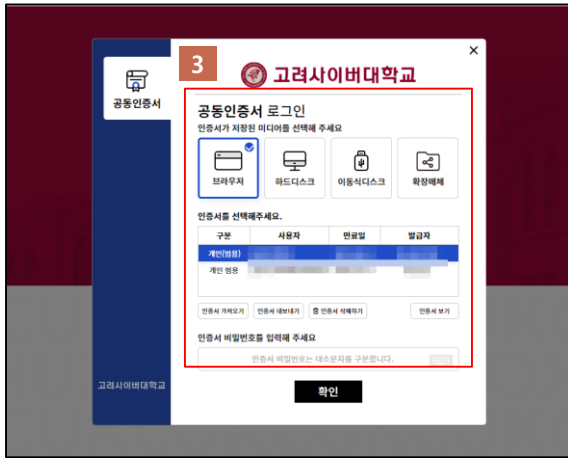 3
고려사이버대학교
공동인증서
공동인증서 로그인
인증서가 저장된 미디어를 선택해 주세요
브라우저 하드디스크 이동식디스크 확장매체
인증서를 선택해주세요.
구분 사용자 만료일 발급자
개인(범용)
개인 범용
인증서 가져오기 인증서 내보내기 인증서 삭제하기 인증서 보기
인증서 비밀번호를 입력해 주세요
인증서 비밀번호는 대소문자를 구분합니다.
고려사이버대학교
확인